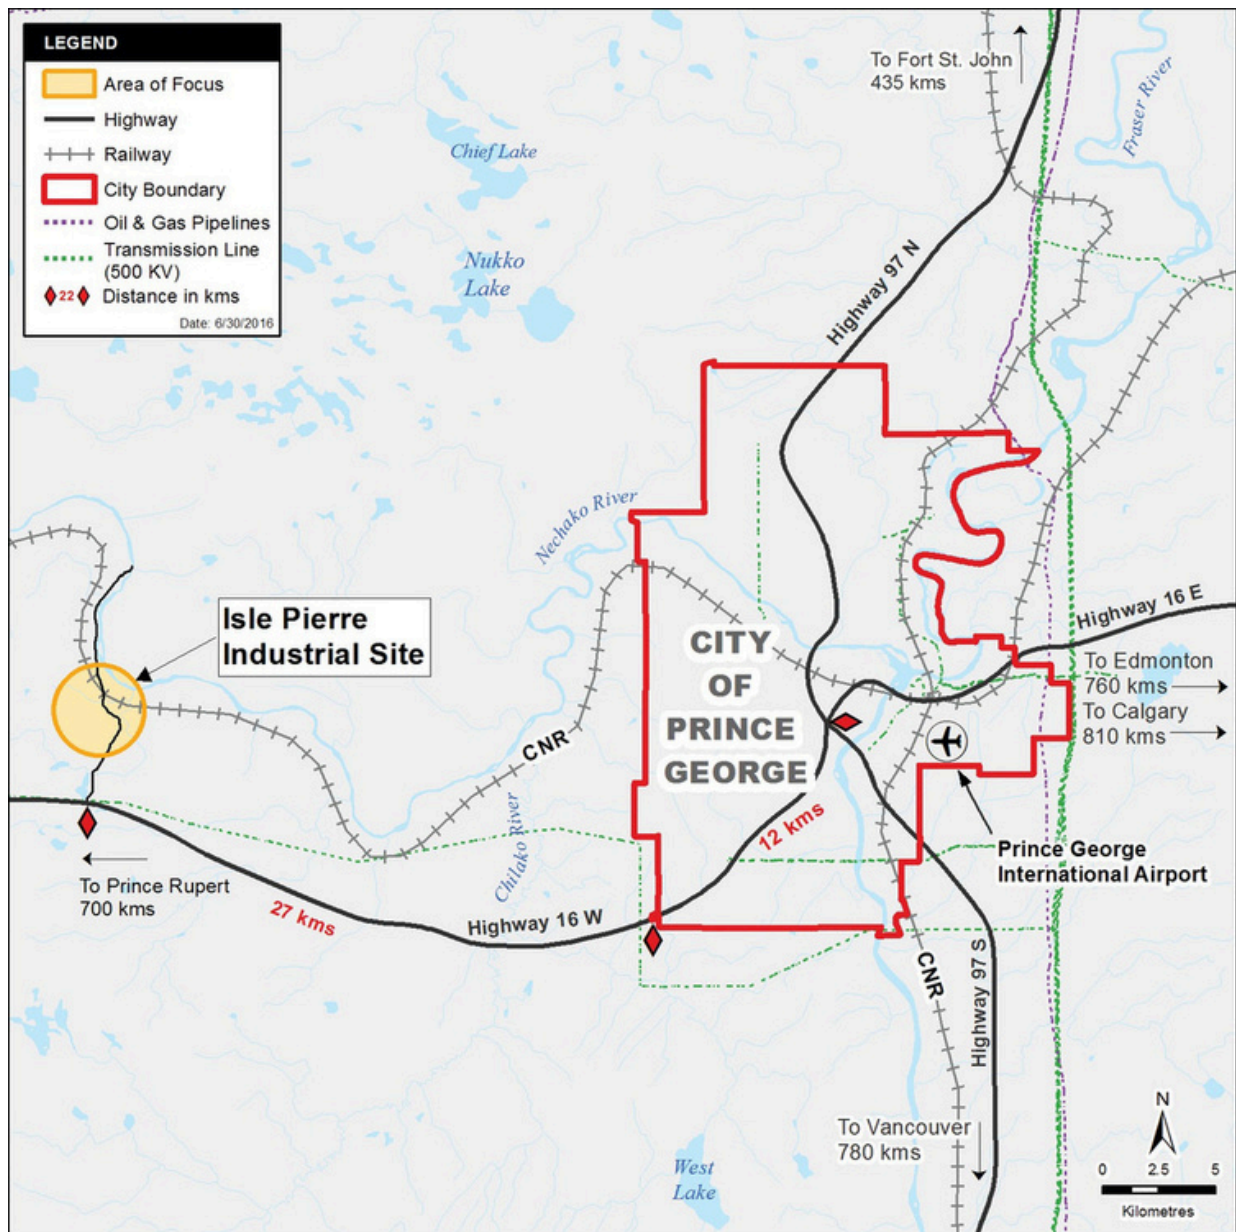 LEGEND
Area of Focus
Highway
Railway
City Boundary
Oil & Gas Pipelines
Transmission Line
(500 KV)
22
Distance in kms
Date: 6/30/2016
To Fort St. John
435 kms
Fraser River
Chief Lake
Nukko
Lake
Highway 97 N
Nechako River
Isle Pierre
Industrial Site
CITY
OF
PRINCE
GEORGE
Highway 16 E
To Edmonton
760 kms
To Calgary
810 kms
CNR
Chilako River
12 kms
Prince George
International Airport
To Prince Rupert
700 kms
27 kms
Highway 16 W
CNR
Highway 97 S
To Vancouver
780 kms
West
Lake
N
0 2.5 5
Kilometres